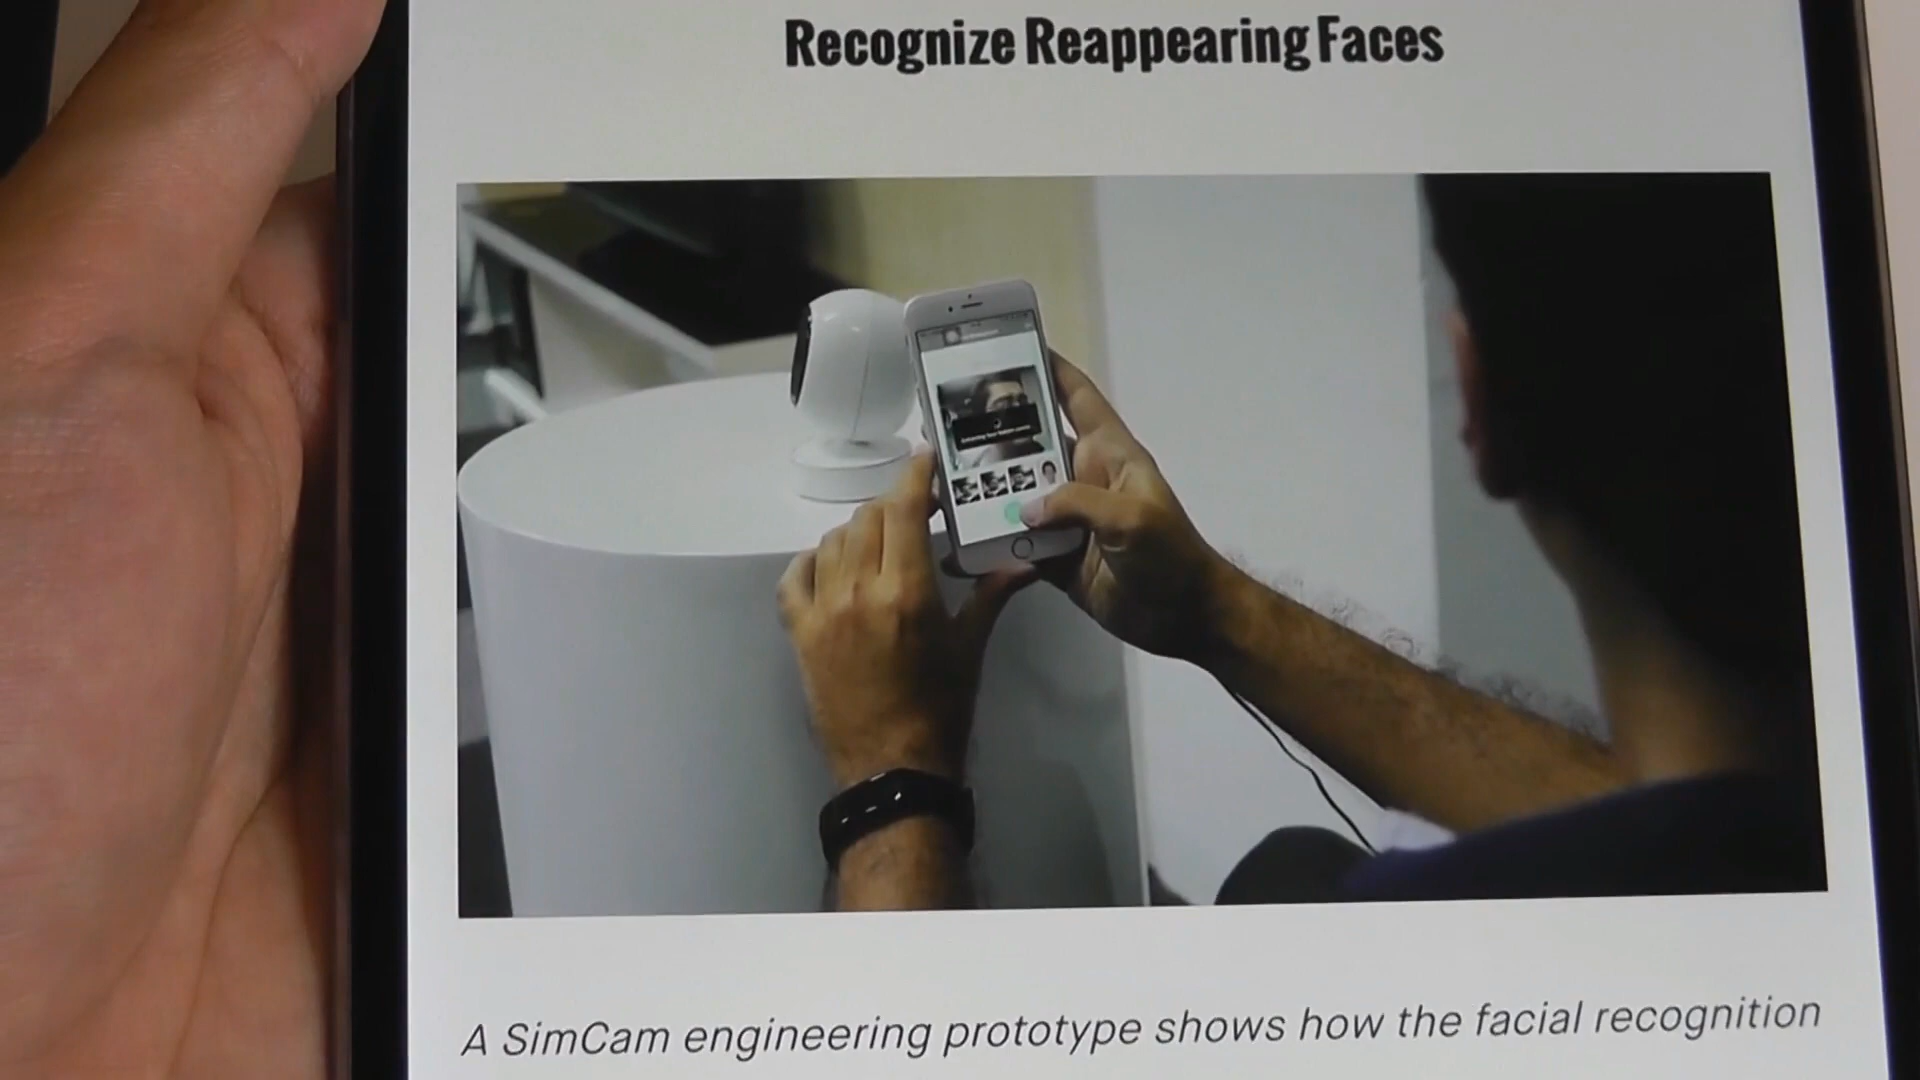 Recognize Reappearing Faces
A SimCam engineering prototype shows how the facial recognition